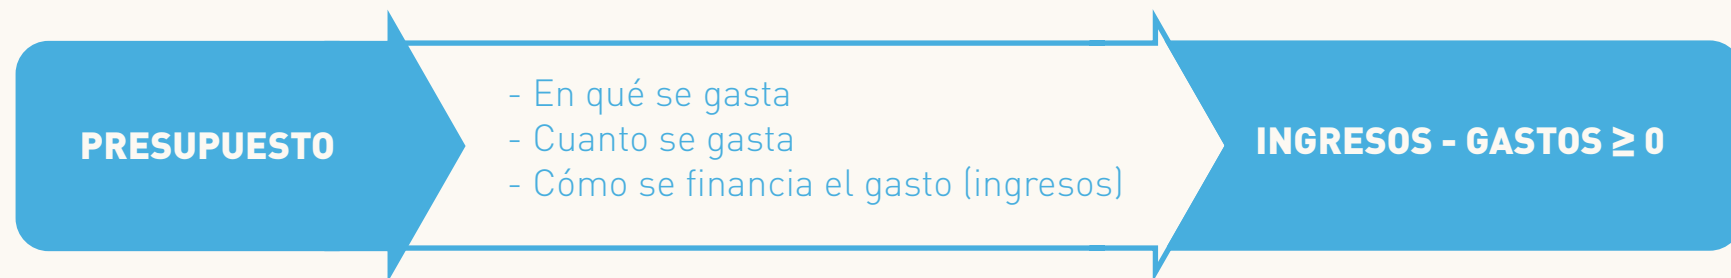 PRESUPUESTO
- En qué se gasta
- Cuanto se gasta
- Cómo se financia el gasto (ingresos)
INGRESOS - GASTOS ≥ 0